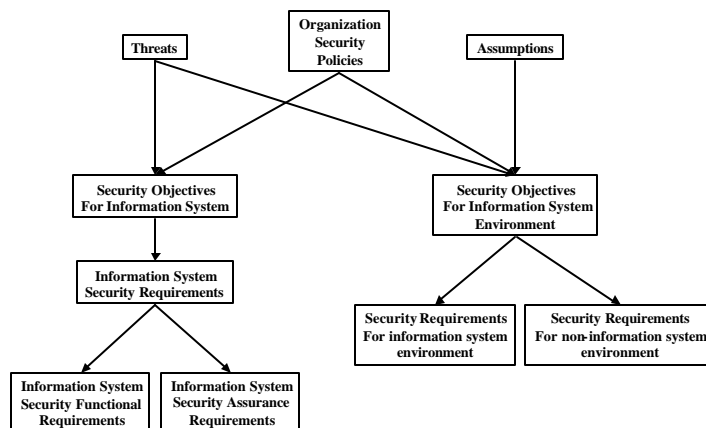 Threats
Organization
Security
Policies
Assumptions
Security Objectives
For Information System
Security Objectives
For Information System
Environment
Information System
Security Requirements
Security Requirements
For information system
environment
Security Requirements
For non-information system
environment
Information System
Security Functional
Requirements
Information System
Security Assurance
Requirements